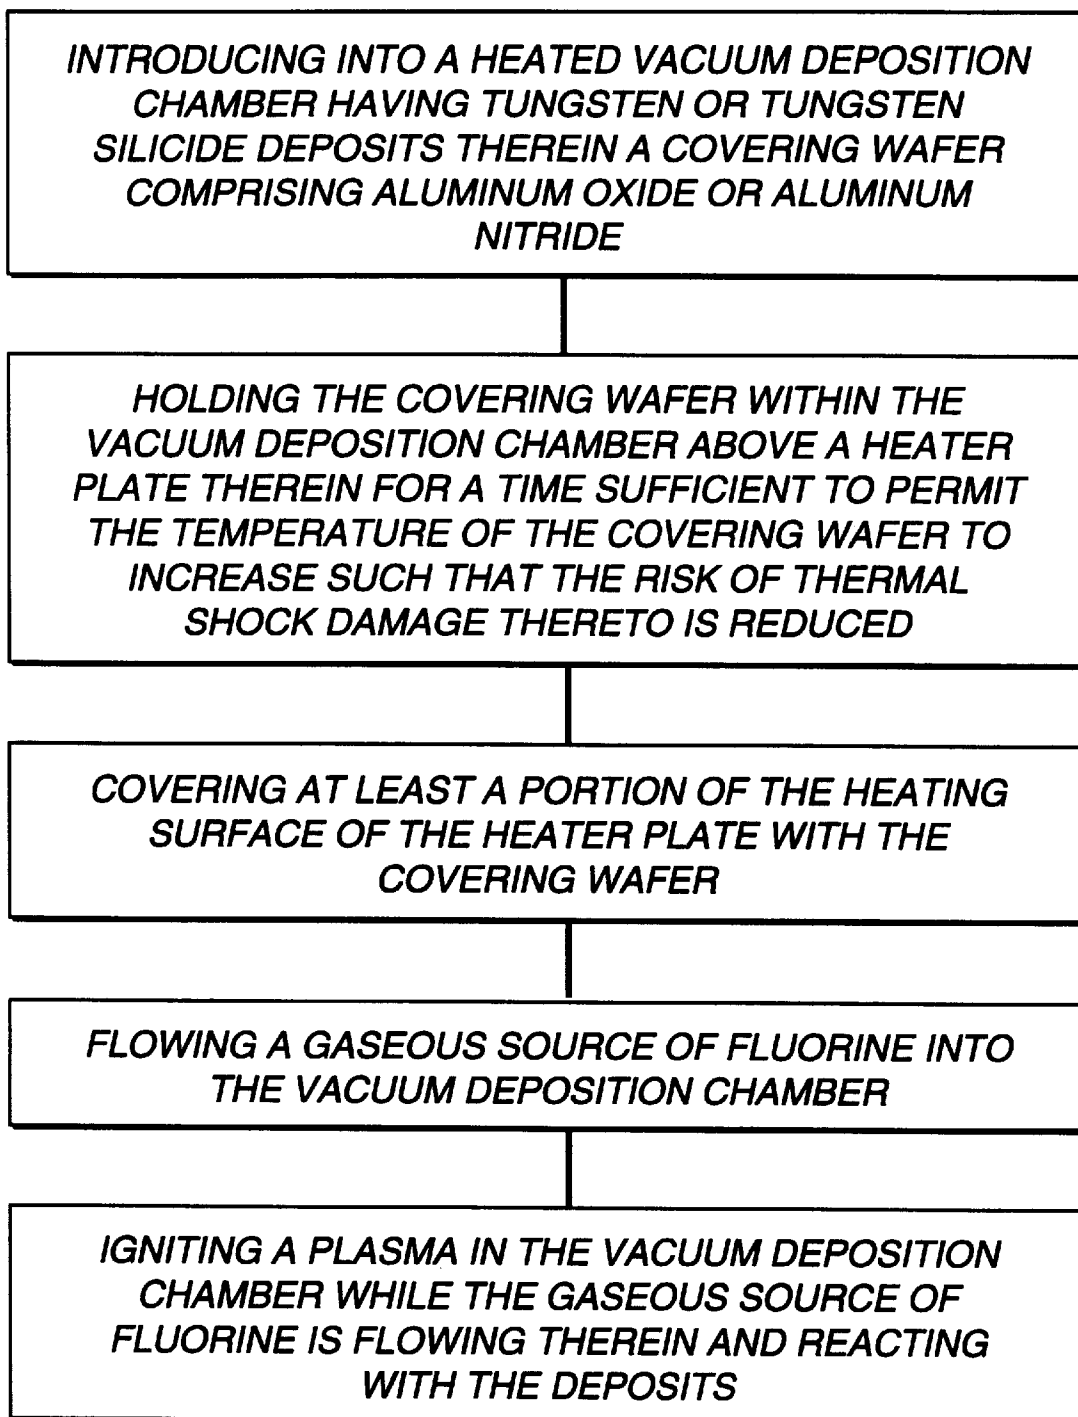 INTRODUCING INTO A HEATED VACUUM DEPOSITION
CHAMBER HAVING TUNGSTEN OR TUNGSTEN
SILICIDE DEPOSITS THEREIN A COVERING WAFER
COMPRISING ALUMINUM OXIDE OR ALUMINUM
NITRIDE
HOLDING THE COVERING WAFER WITHIN THE
VACUUM DEPOSITION CHAMBER ABOVE A HEATER
PLATE THEREIN FOR A TIME SUFFICIENT TO PERMIT
THE TEMPERATURE OF THE COVERING WAFER TO
INCREASE SUCH THAT THE RISK OF THERMAL
SHOCK DAMAGE THERETO IS REDUCED
COVERING AT LEAST A PORTION OF THE HEATING
SURFACE OF THE HEATER PLATE WITH THE
COVERING WAFER
FLOWING A GASEOUS SOURCE OF FLUORINE INTO
THE VACUUM DEPOSITION CHAMBER
IGNITING A PLASMA IN THE VACUUM DEPOSITION
CHAMBER WHILE THE GASEOUS SOURCE OF
FLUORINE IS FLOWING THEREIN AND REACTING
WITH THE DEPOSITS